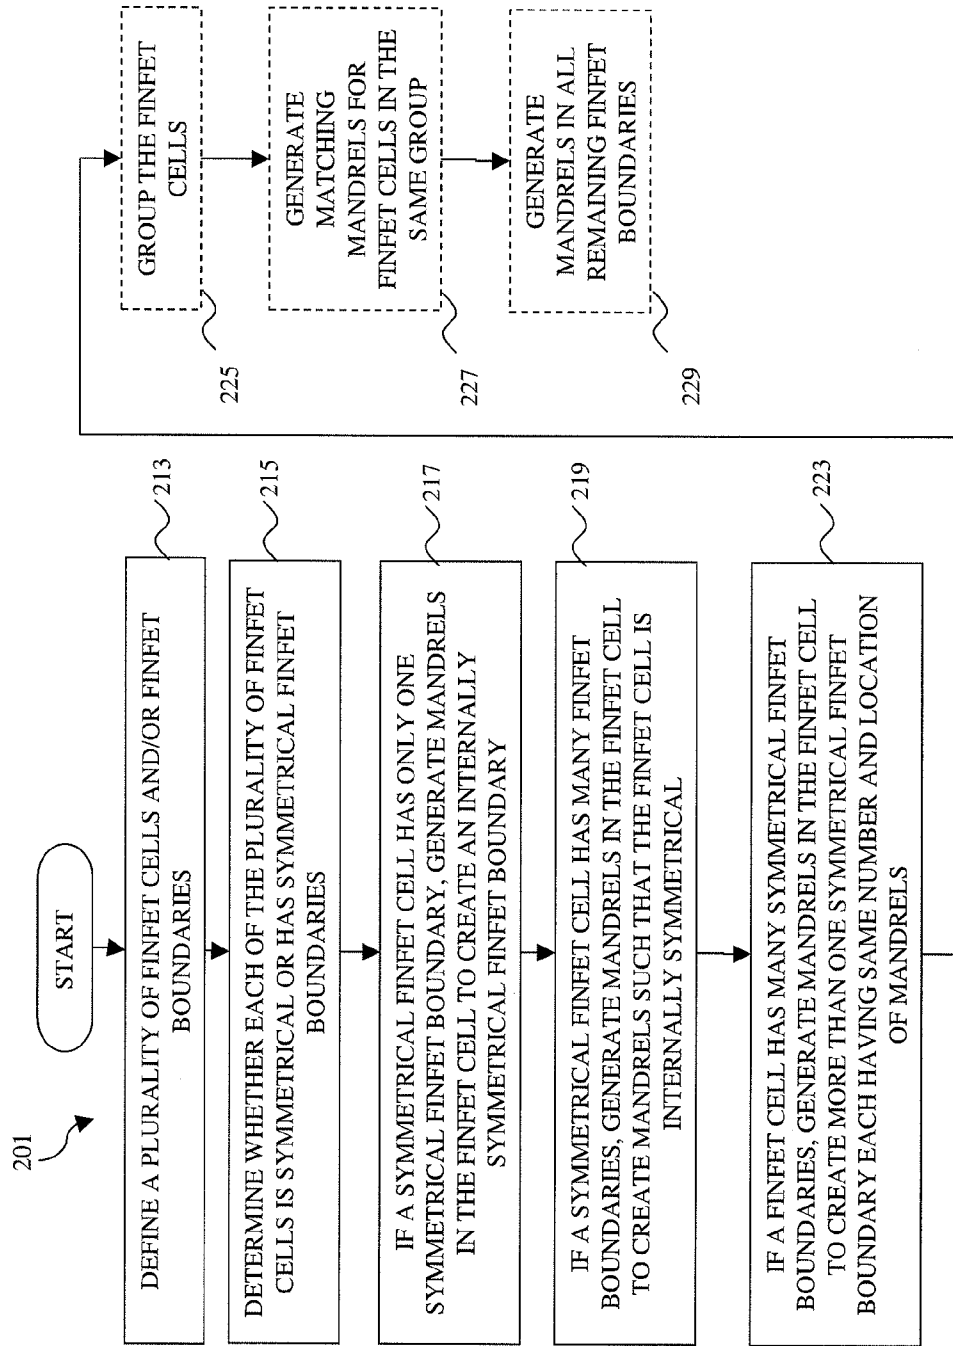 201
START
DEFINE A PLURALITY OF FINFET CELLS AND/OR FINFET
BOUNDARIES
213
DETERMINE WHETHER EACH OF THE PLURALITY OF FINFET
CELLS IS SYMMETRICAL OR HAS SYMMETRICAL FINFET
BOUNDARIES
215
IF A SYMMETRICAL FINFET CELL HAS ONLY ONE
SYMMETRICAL FINFET BOUNDARY, GENERATE MANDRELS
IN THE FINFET CELL TO CREATE AN INTERNALLY
SYMMETRICAL FINFET BOUNDARY
217
IF A SYMMETRICAL FINFET CELL HAS MANY FINFET
BOUNDARIES, GENERATE MANDRELS IN THE FINFET CELL
TO CREATE MANDRELS SUCH THAT THE FINFET CELL IS
INTERNALLY SYMMETRICAL
219
IF A FINFET CELL HAS MANY SYMMETRICAL FINFET
BOUNDARIES, GENERATE MANDRELS IN THE FINFET CELL
TO CREATE MORE THAN ONE SYMMETRICAL FINFET
BOUNDARY EACH HAVING SAME NUMBER AND LOCATION
OF MANDRELS
223
GROUP THE FINFET
CELLS
225
GENERATE
MATCHING
MANDRELS FOR
FINFET CELLS IN THE
SAME GROUP
227
GENERATE
MANDRELS IN ALL
REMAINING FINFET
BOUNDARIES
229